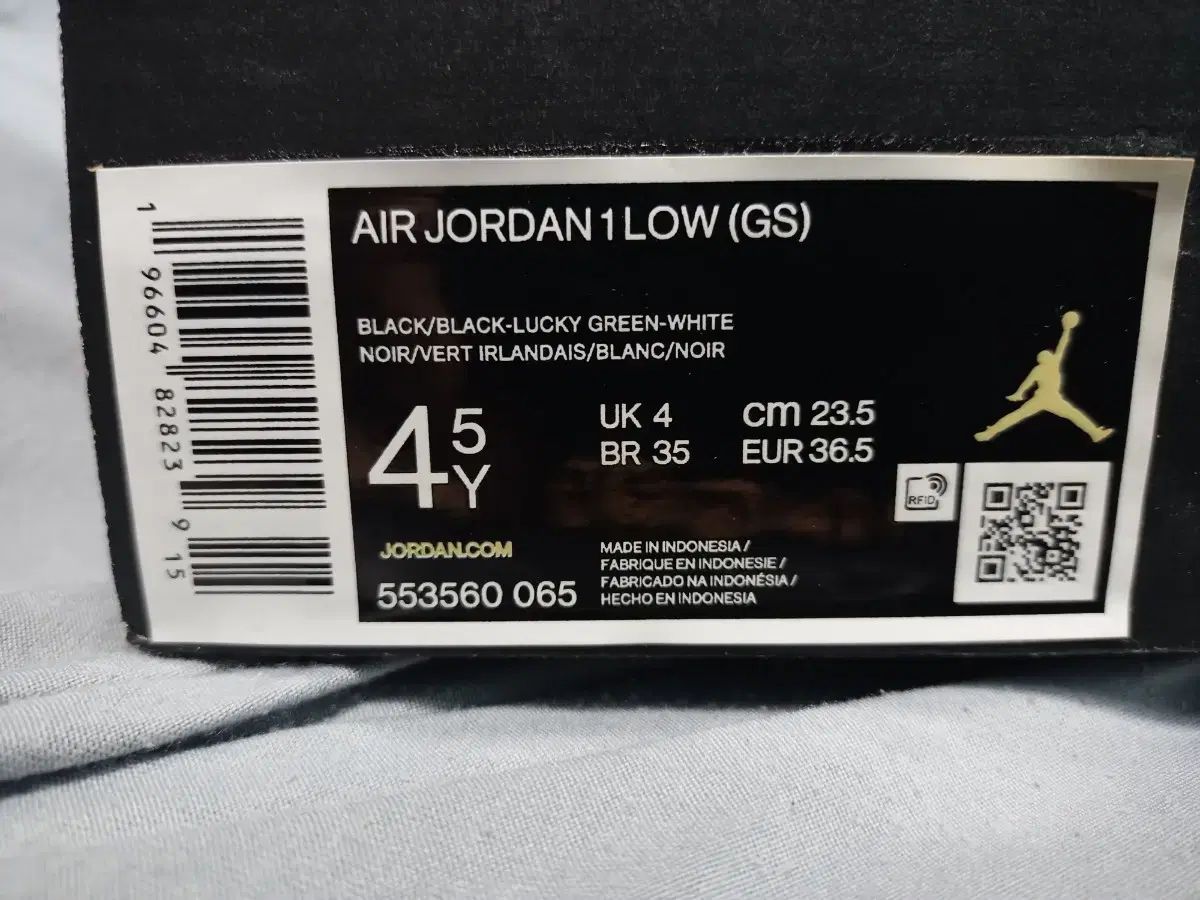 1 96604 82823 9 15
AIR JORDAN 1 LOW (GS)
BLACK/BLACK-LUCKY GREEN-WHITE
NOIR/VERT IRLANDAIS/BLANC/NOIR
4 5Y
UK 4 cm 23.5
BR 35 EUR 36.5
RFID
JORDAN.COM
553560 065
MADE IN INDONESIA /
FABRIQUE EN INDONESIE /
FABRICADO NA INDONÉSIA /
HECHO EN INDONESIA